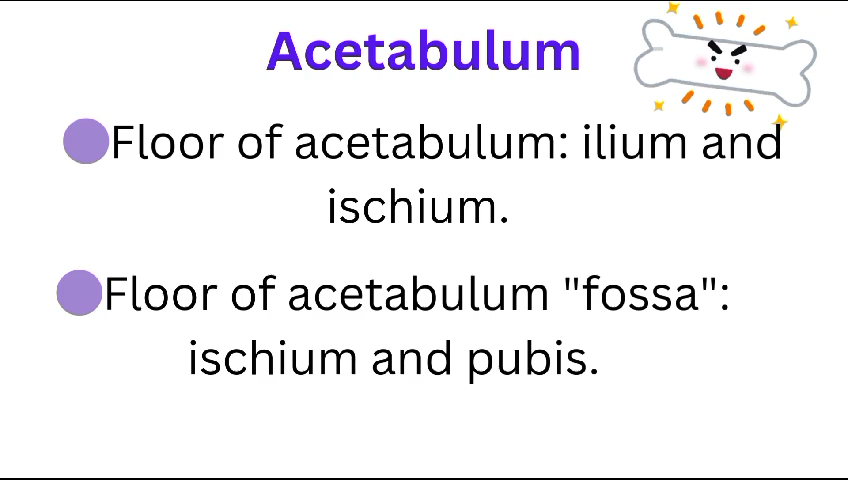 Acetabulum
Floor of acetabulum: ilium and
ischium.
Floor of acetabulum "fossa":
ischium and pubis.